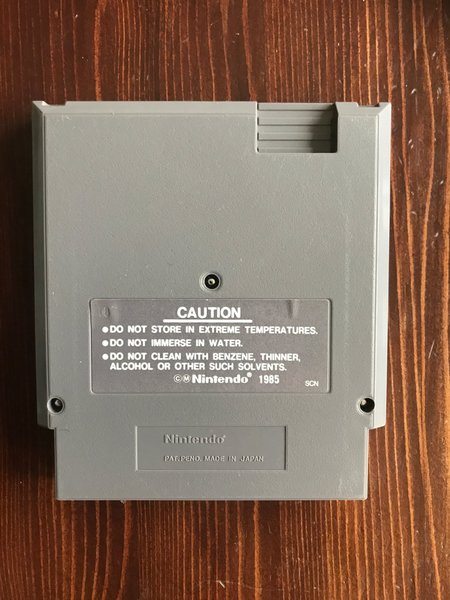 CAUTION
●DO NOT STORE IN EXTREME TEMPERATURES.
●DO NOT IMMERSE IN WATER.
●DO NOT CLEAN WITH BENZENE, THINNER,
ALCOHOL OR OTHER SUCH SOLVENTS.
©Ⓜ Nintendo® 1985 SCN
Nintendo®
PAT. PEND. MADE IN JAPAN